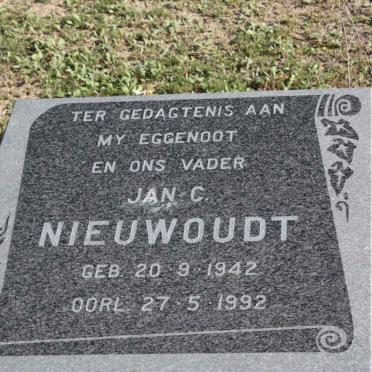 TER GEDAGTENIS AAN
MY EGGENOOT
EN ONS VADER
JAN C.
NIEUWOUDT
GEB. 20·9·1942
OORL. 27·5·1992